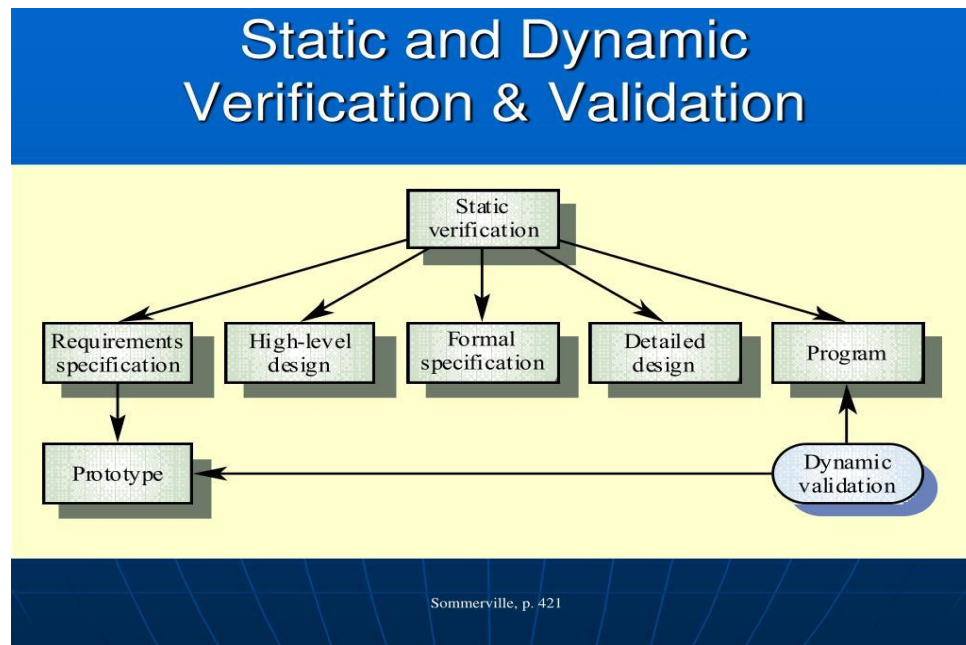 Static and Dynamic
Verification & Validation
Static
verification
Requirements
specification
High-level
design
Formal
specification
Detailed
design
Program
Prototype
Dynamic
validation
Sommerville, p. 421